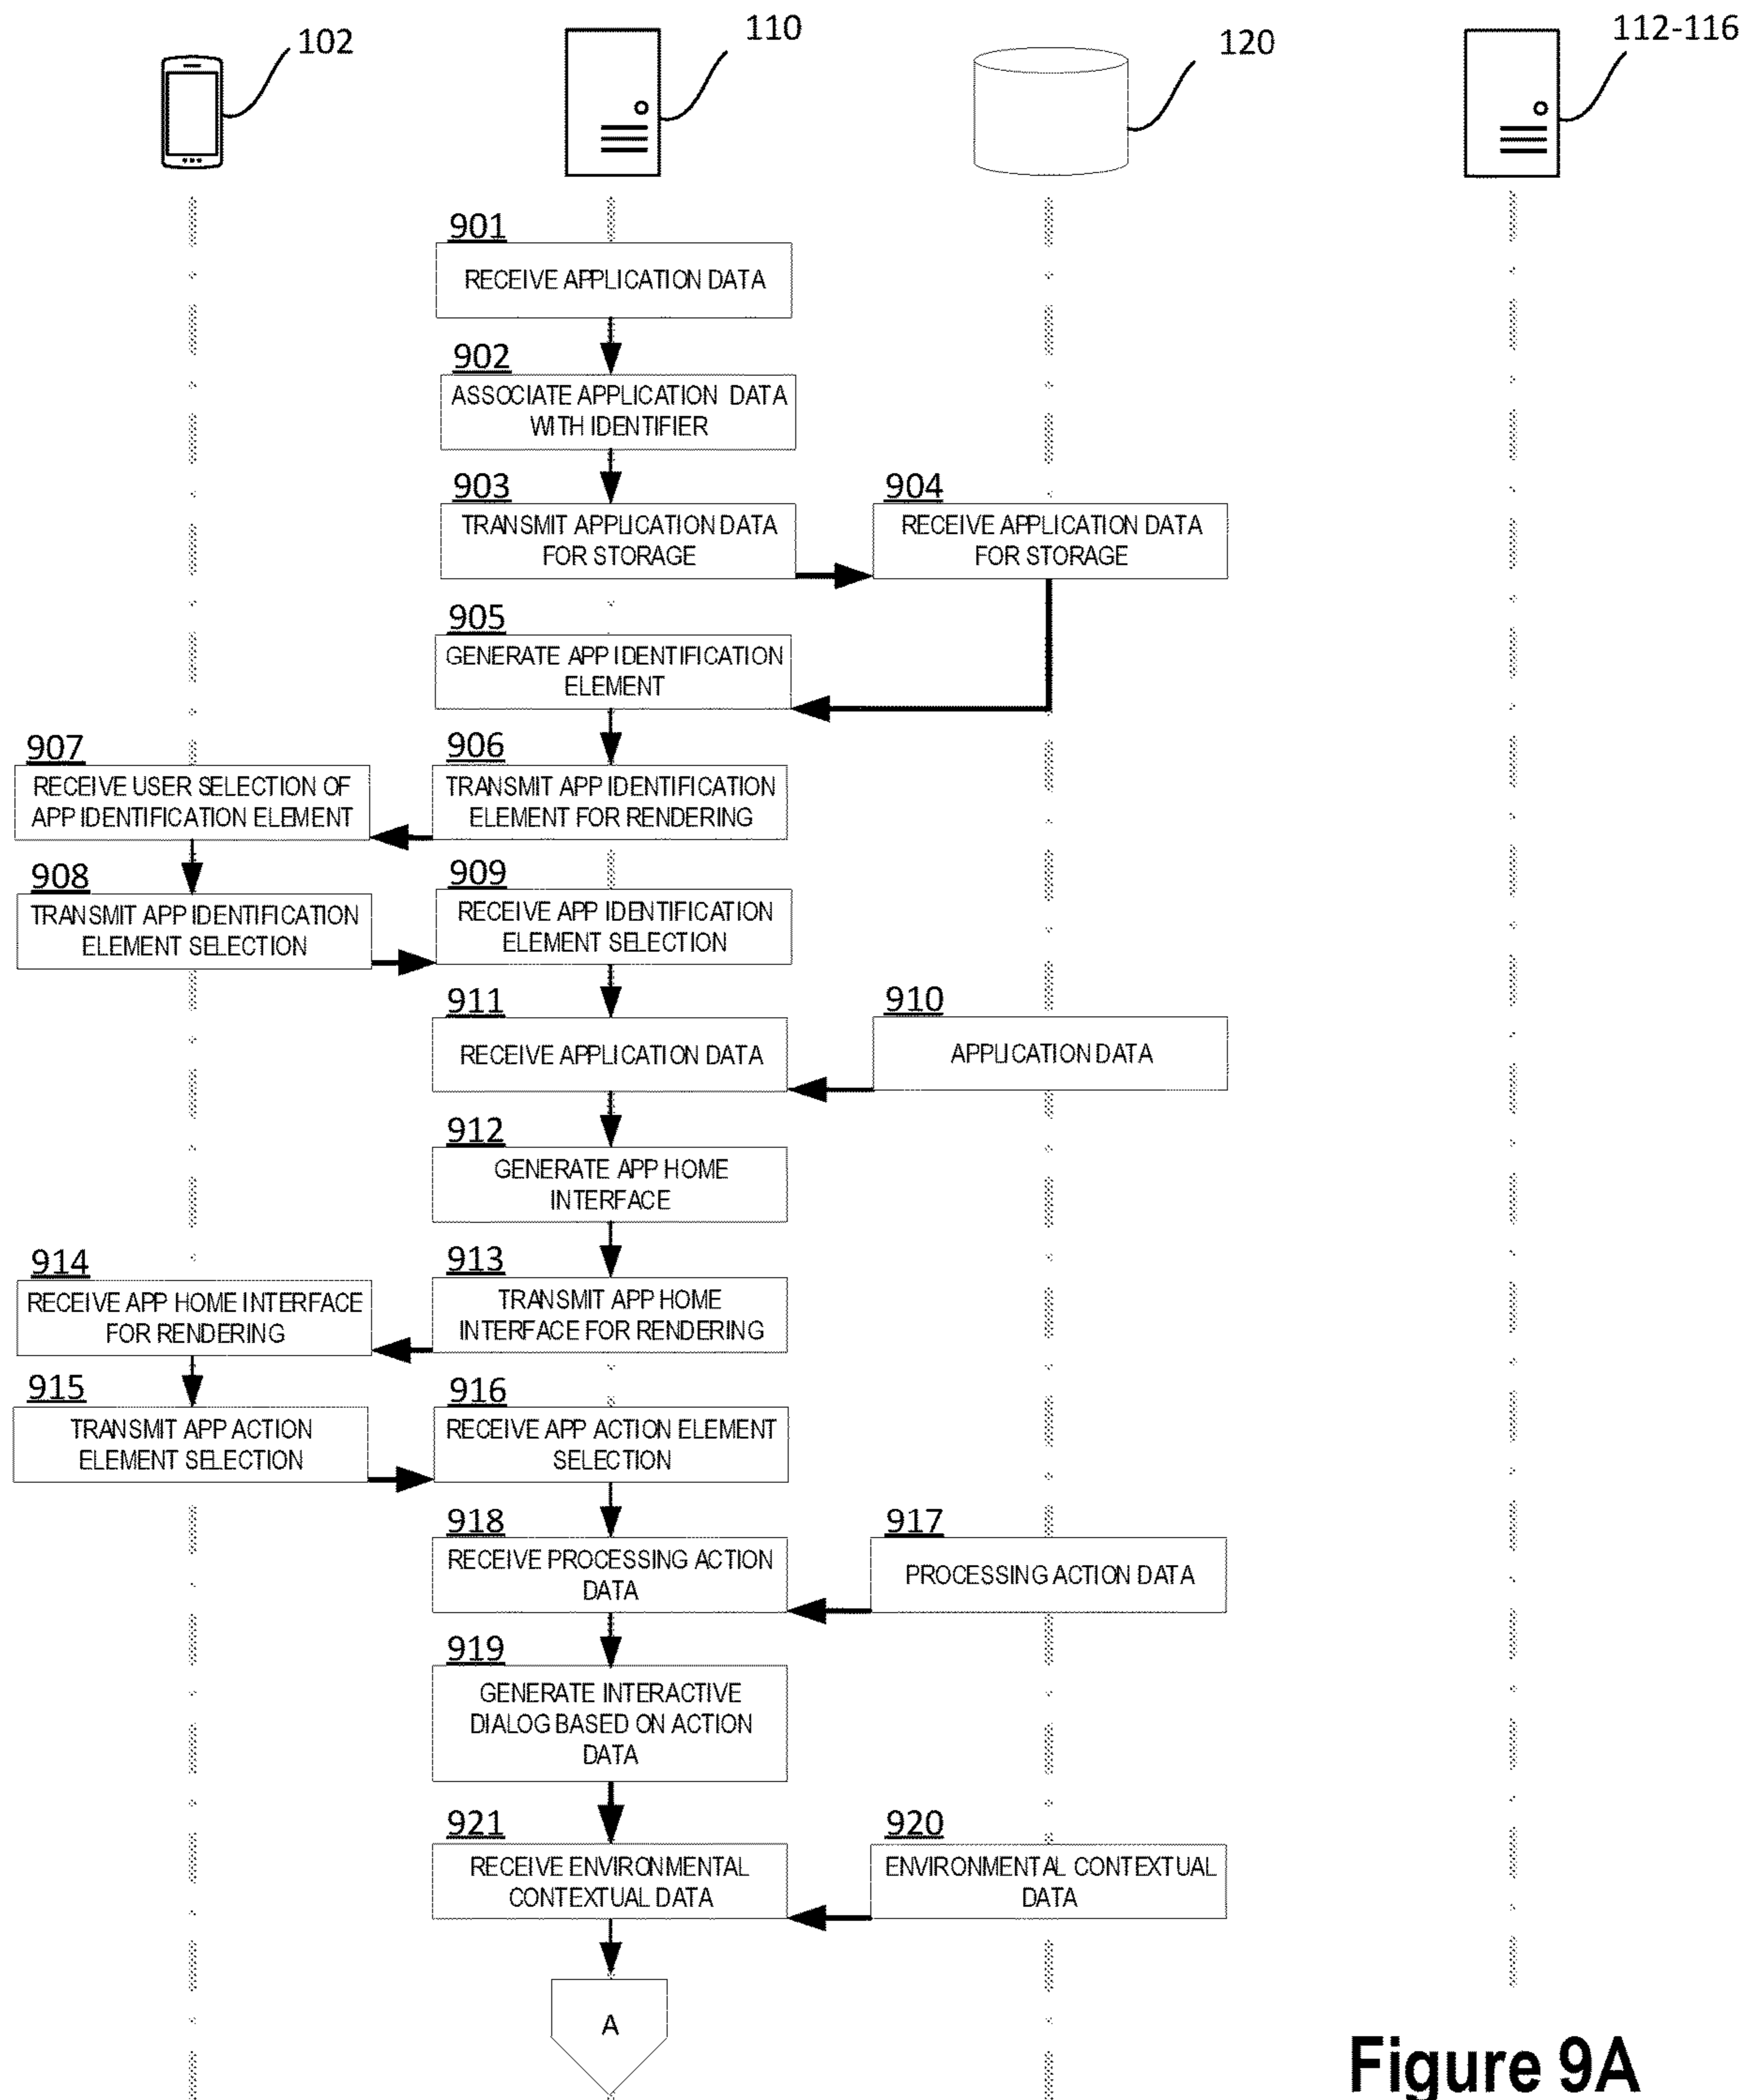 102
110
120
112-116
901
RECEIVE APPLICATION DATA
902
ASSOCIATE APPLICATION DATA
WITH IDENTIFIER
903
TRANSMIT APPLICATION DATA
FOR STORAGE
904
RECEIVE APPLICATION DATA
FOR STORAGE
905
GENERATE APP IDENTIFICATION
ELEMENT
907
RECEIVE USER SELECTION OF
APP IDENTIFICATION ELEMENT
906
TRANSMIT APP IDENTIFICATION
ELEMENT FOR RENDERING
908
TRANSMIT APP IDENTIFICATION
ELEMENT SELECTION
909
RECEIVE APP IDENTIFICATION
ELEMENT SELECTION
911
RECEIVE APPLICATION DATA
910
APPLICATION DATA
912
GENERATE APP HOME
INTERFACE
914
RECEIVE APP HOME INTERFACE
FOR RENDERING
913
TRANSMIT APP HOME
INTERFACE FOR RENDERING
915
TRANSMIT APP ACTION
ELEMENT SELECTION
916
RECEIVE APP ACTION ELEMENT
SELECTION
918
RECEIVE PROCESSING ACTION
DATA
917
PROCESSING ACTION DATA
919
GENERATE INTERACTIVE
DIALOG BASED ON ACTION
DATA
921
RECEIVE ENVIRONMENTAL
CONTEXTUAL DATA
920
ENVIRONMENTAL CONTEXTUAL
DATA
A
Figure 9A